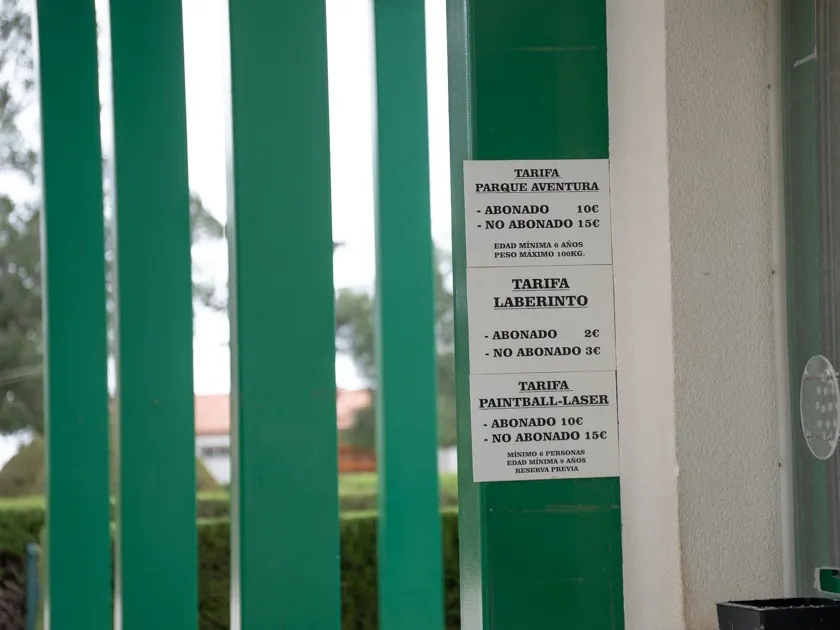 TARIFA
PARQUE AVENTURA
- ABONADO 10€
- NO ABONADO 15€
EDAD MÍNIMA 6 AÑOS
PESO MÁXIMO 100KG.
TARIFA
LABERINTO
- ABONADO 2€
- NO ABONADO 3€
TARIFA
PAINTBALL-LASER
- ABONADO 10€
- NO ABONADO 15€
MÍNIMO 6 PERSONAS
EDAD MÍNIMA 9 AÑOS
RESERVA PREVIA